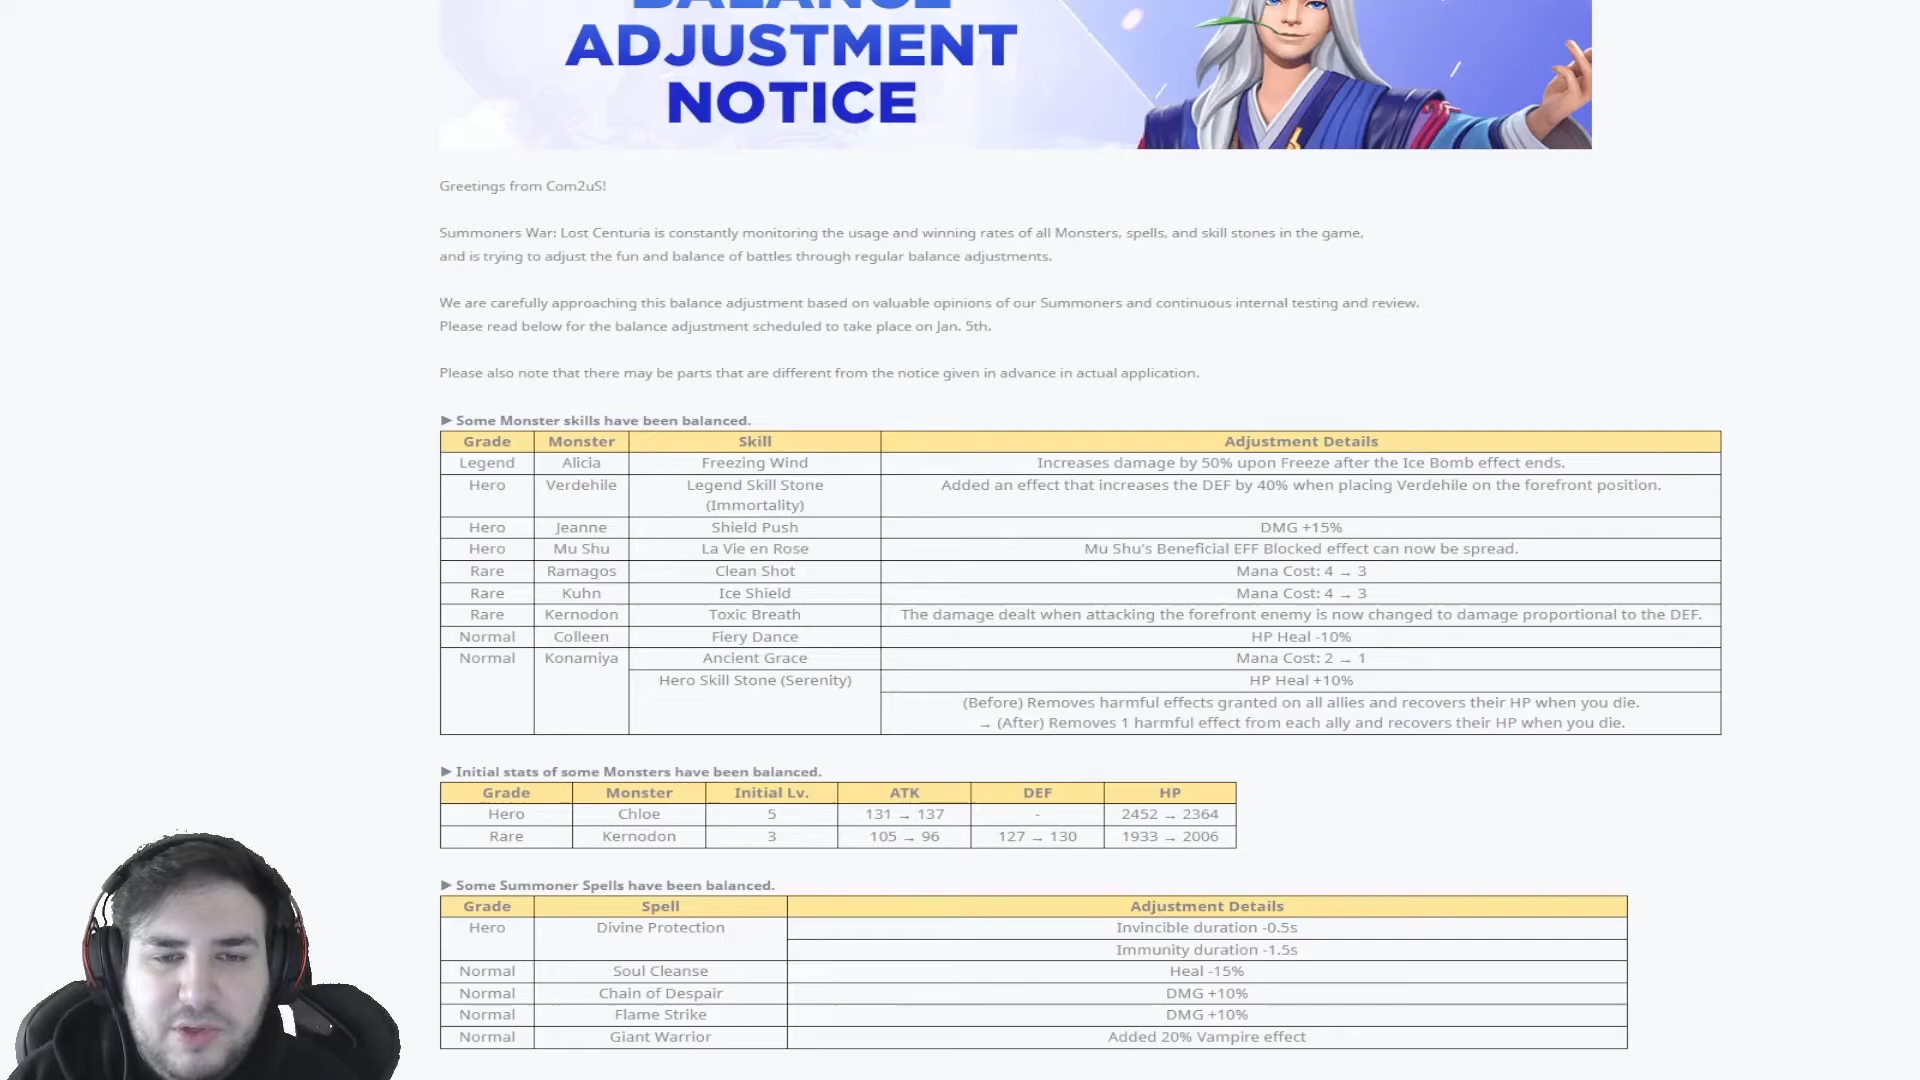 BALANCE
ADJUSTMENT
NOTICE
Greetings from Com2uS!
Summoners War: Lost Centuria is constantly monitoring the usage and winning rates of all Monsters, spells, and skill stones in the game,
and is trying to adjust the fun and balance of battles through regular balance adjustments.
We are carefully approaching this balance adjustment based on valuable opinions of our Summoners and continuous internal testing and review.
Please read below for the balance adjustment scheduled to take place on Jan. 5th.
Please also note that there may be parts that are different from the notice given in advance in actual application.
▶ Some Monster skills have been balanced.
Grade Monster Skill Adjustment Details
Legend Alicia Freezing Wind Increases damage by 50% upon Freeze after the Ice Bomb effect ends.
Hero Verdehile Legend Skill Stone Added an effect that increases the DEF by 40% when placing Verdehile on the forefront position.
(Immortality)
Hero Jeanne Shield Push DMG +15%
Hero Mu Shu La Vie en Rose Mu Shu's Beneficial EFF Blocked effect can now be spread.
Rare Ramagos Clean Shot Mana Cost: 4 → 3
Rare Kuhn Ice Shield Mana Cost: 4 → 3
Rare Kernodon Toxic Breath The damage dealt when attacking the forefront enemy is now changed to damage proportional to the DEF.
Normal Colleen Fiery Dance HP Heal -10%
Normal Konamiya Ancient Grace Mana Cost: 2 → 1
Hero Skill Stone (Serenity) HP Heal +10%
(Before) Removes harmful effects granted on all allies and recovers their HP when you die.
→ (After) Removes 1 harmful effect from each ally and recovers their HP when you die.
▶ Initial stats of some Monsters have been balanced.
Grade Monster Initial Lv. ATK DEF HP
Hero Chloe 5 131 → 137 - 2452 → 2364
Rare Kernodon 3 105 → 96 127 → 130 1933 → 2006
▶ Some Summoner Spells have been balanced.
Grade Spell Adjustment Details
Hero Divine Protection Invincible duration -0.5s
Immunity duration -1.5s
Normal Soul Cleanse Heal -15%
Normal Chain of Despair DMG +10%
Normal Flame Strike DMG +10%
Normal Giant Warrior Added 20% Vampire effect